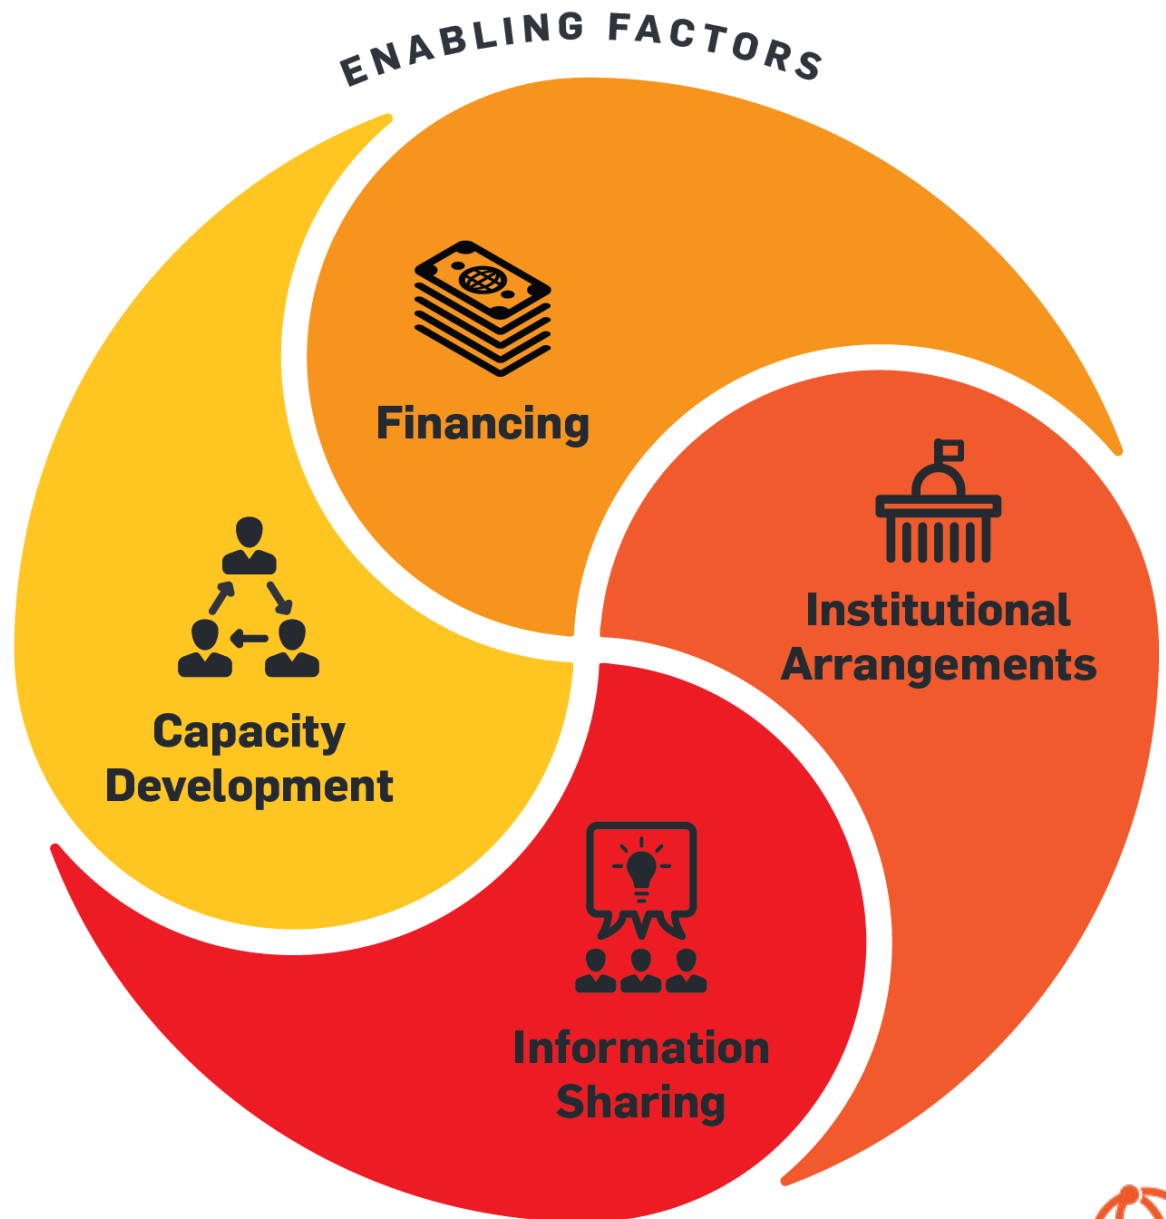 ENABLING FACTORS
Financing
Institutional
Arrangements
Capacity
Development
Information
Sharing